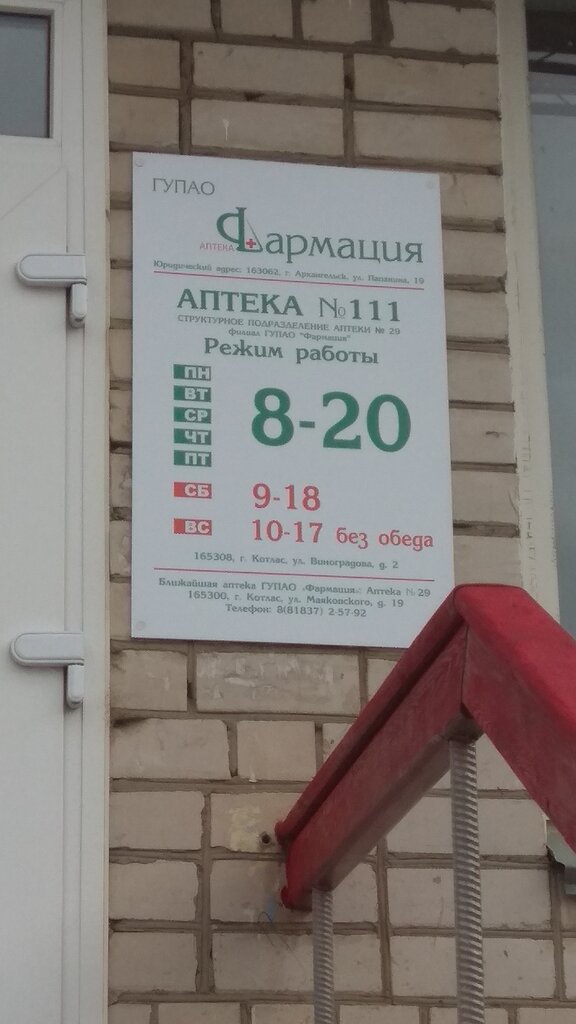 ГУПАО
АПТЕКА Фармация
Юридический адрес: 163062, г. Архангельск, ул. Папанина, 19
АПТЕКА №111
СТРУКТУРНОЕ ПОДРАЗДЕЛЕНИЕ АПТЕКИ № 29
филиал ГУПАО "Фармация"
Режим работы
ПН
ВТ
СР 8-20
ЧТ
ПТ
СБ 9-18
ВС 10-17 без обеда
165308, г. Котлас, ул. Виноградова, д. 2
Ближайшая аптека ГУПАО «Фармация»: Аптека № 29
165300, г. Котлас, ул. Маяковского, д. 19
Телефон: 8(81837) 2-57-92